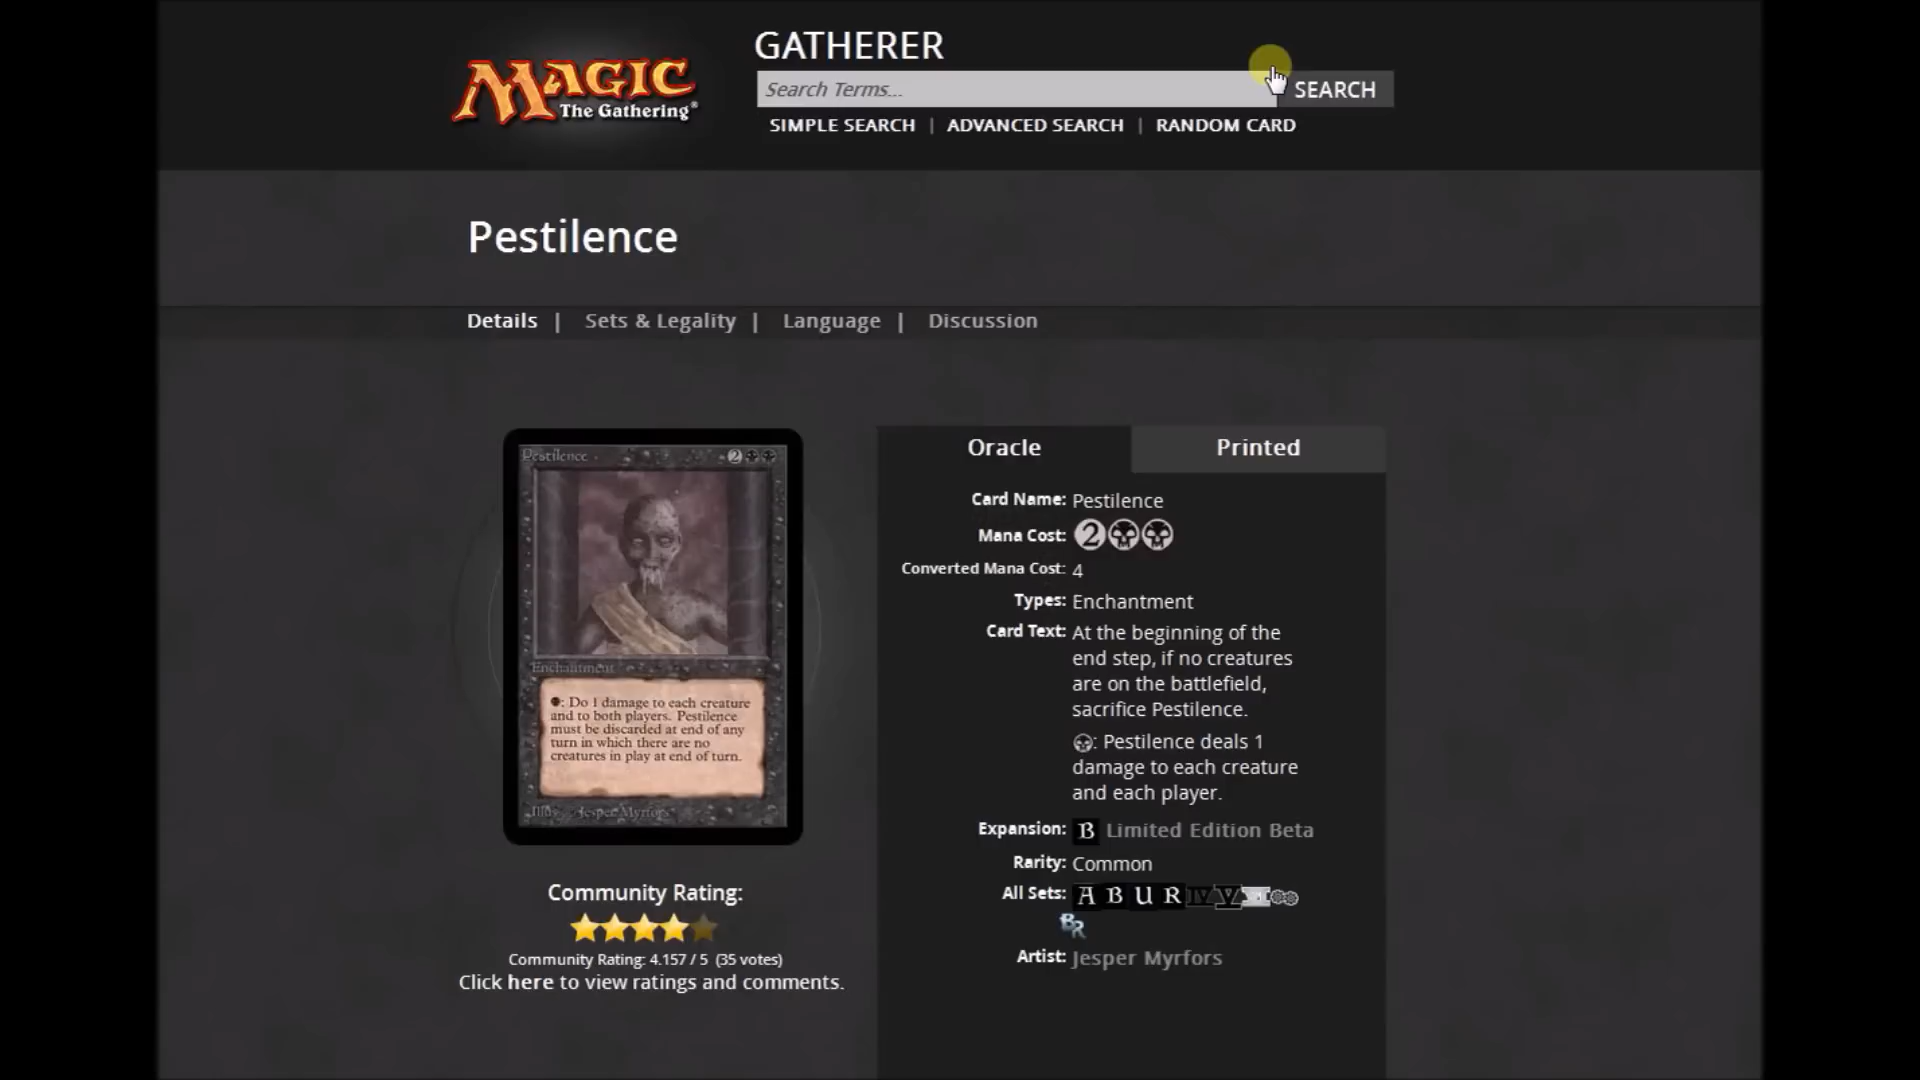 MAGIC
The Gathering®
GATHERER
Search Terms...
SEARCH
SIMPLE SEARCH | ADVANCED SEARCH | RANDOM CARD
Pestilence
Details | Sets & Legality | Language | Discussion
Pestilence 2
Enchantment
: Do 1 damage to each creature
and to both players. Pestilence
must be discarded at end of any
turn in which there are no
creatures in play at end of turn.
Illus. Jesper Myrfors
Community Rating:
Community Rating: 4.157 / 5 (35 votes)
Click here to view ratings and comments.
Oracle Printed
Card Name: Pestilence
Mana Cost: 2
Converted Mana Cost: 4
Types: Enchantment
Card Text: At the beginning of the
end step, if no creatures
are on the battlefield,
sacrifice Pestilence.
: Pestilence deals 1
damage to each creature
and each player.
Expansion: B Limited Edition Beta
Rarity: Common
All Sets: A B U R IV V
BR
Artist: Jesper Myrfors